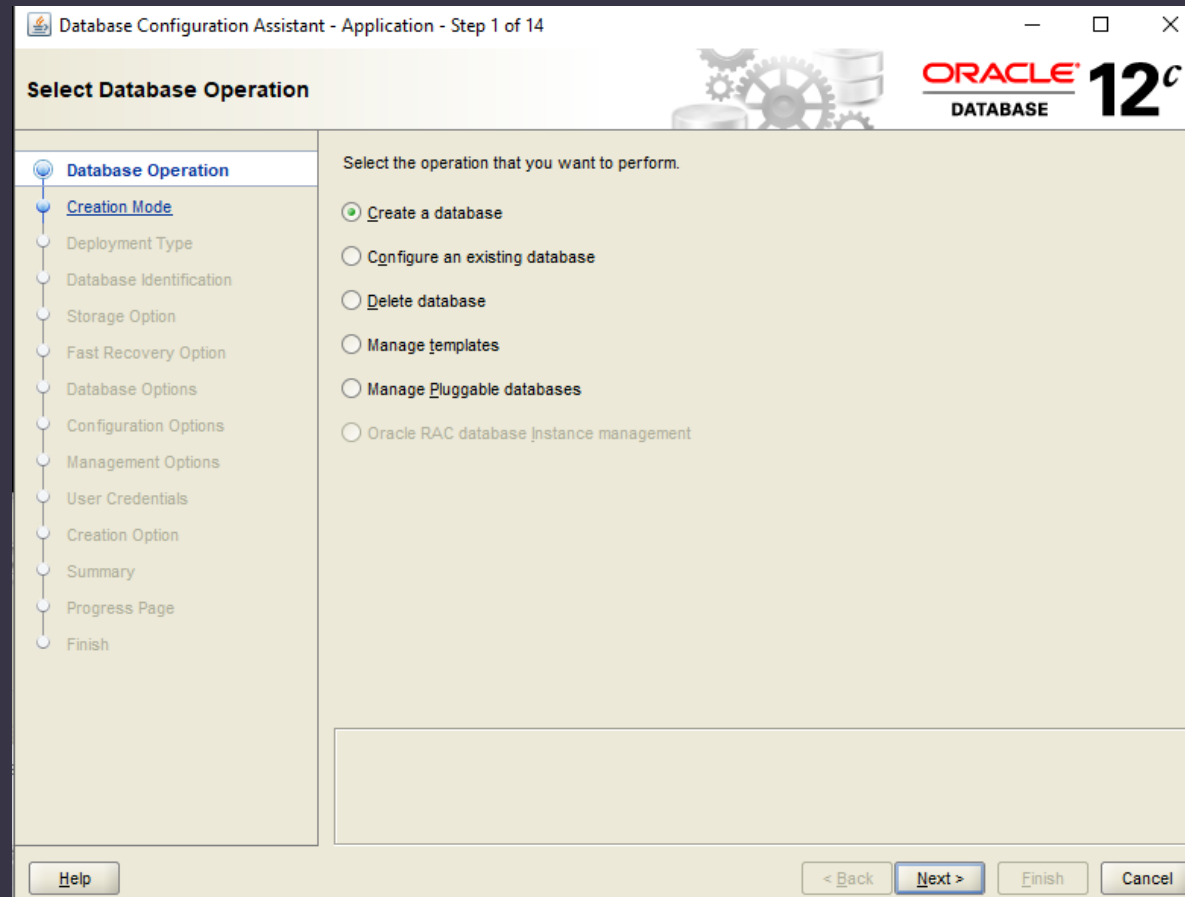 Database Configuration Assistant - Application - Step 1 of 14
Select Database Operation
ORACLE
DATABASE
12c
Database Operation
Creation Mode
Deployment Type
Database Identification
Storage Option
Fast Recovery Option
Database Options
Configuration Options
Management Options
User Credentials
Creation Option
Summary
Progress Page
Finish
Select the operation that you want to perform.
Create a database
Configure an existing database
Delete database
Manage templates
Manage Pluggable databases
Oracle RAC database Instance management
Help
< Back
Next >
Finish
Cancel